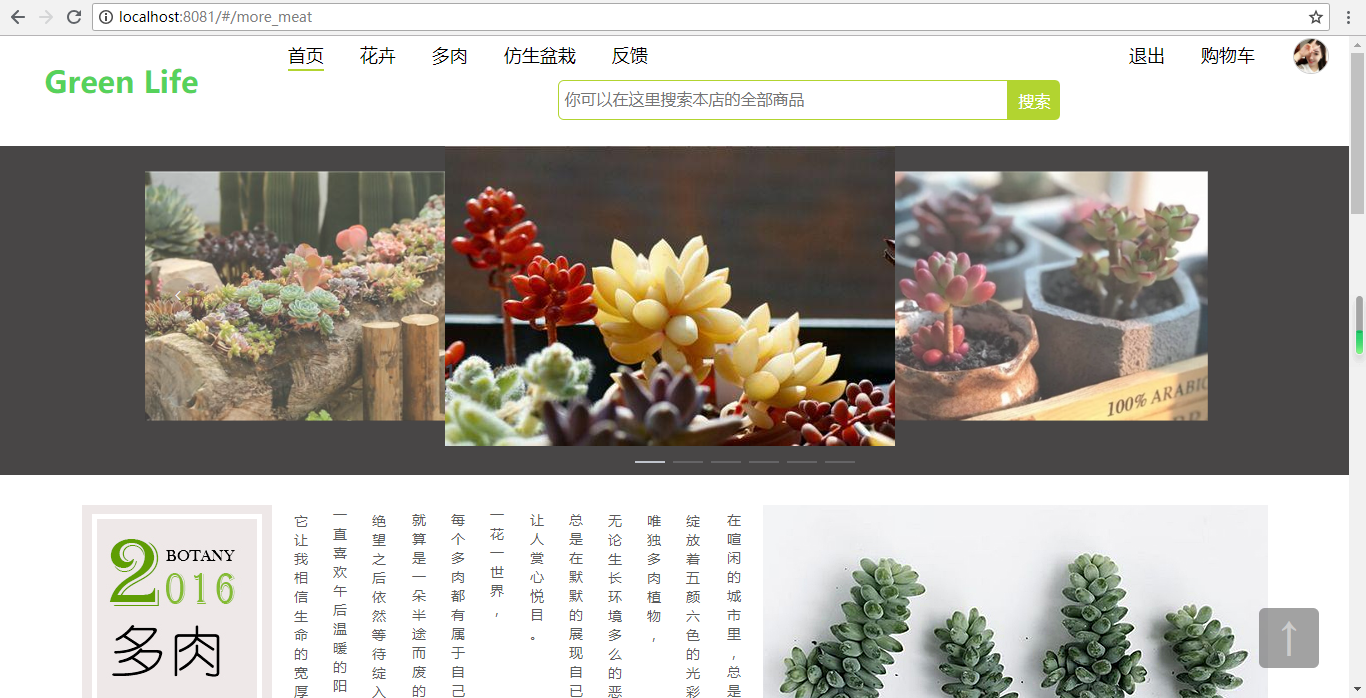 localhost:8081/#/more_meat
首页 花卉 多肉 仿生盆栽 反馈 退出 购物车
Green Life
你可以在这里搜索本店的全部商品 搜索
100% ARABIC
2016 BOTANY
多肉
在喧闲的城市里,总是
绽放着五颜六色的光彩
唯独多肉植物,
无论生长环境多么的恶
总是在默默的展现自已
让人赏心悦目。
一花一世界,
每个多肉都有属于自己
就算是一朵半途而废的
绝望之后依然等待绽入
一直喜欢午后温暖的阳
它让我相信生命的宽厚
↑